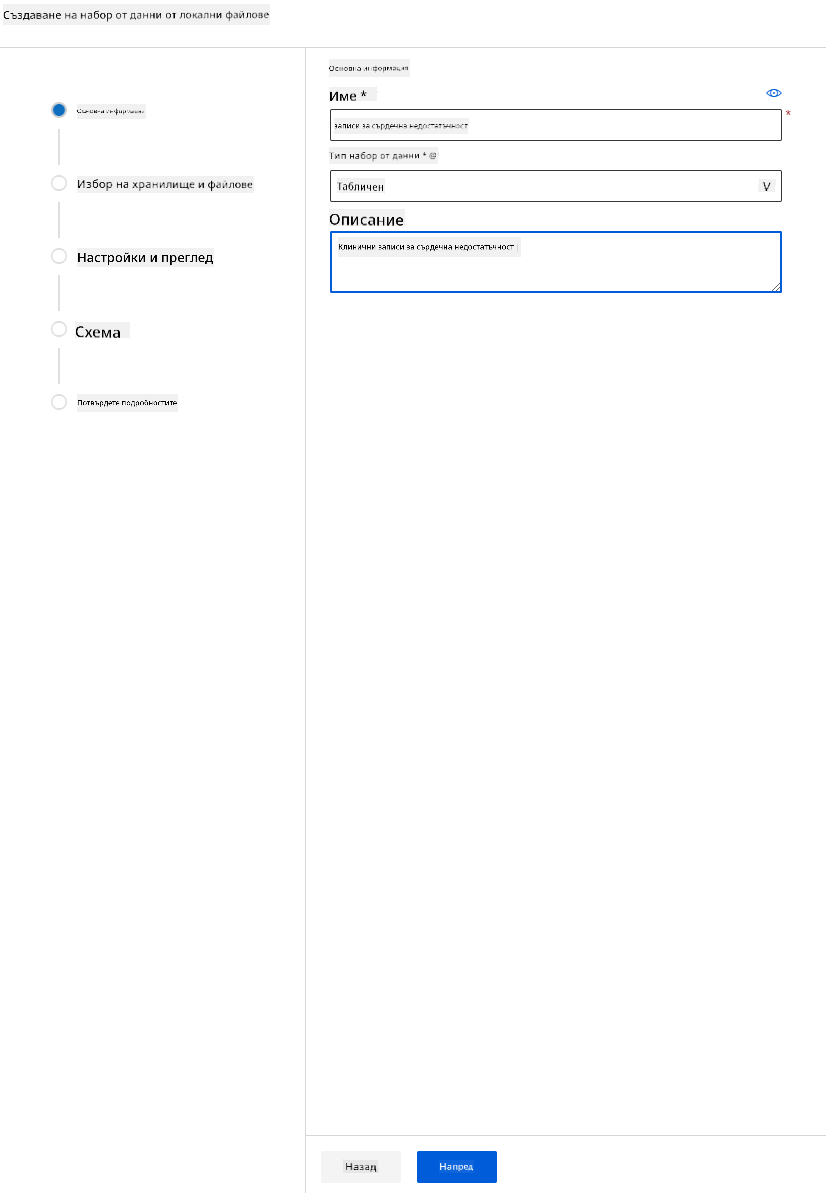 Създаване на набор от данни от локални файлове
Основна информация
Избор на хранилище и файлове
Настройки и преглед
Схема
Потвърдете подробностите
Основна информация
Име *
*
записи за сърдечна недостатъчност
Тип набор от данни * @
Табличен
V
Описание
Клинични записи за сърдечна недостатъчност
Назад
Напред